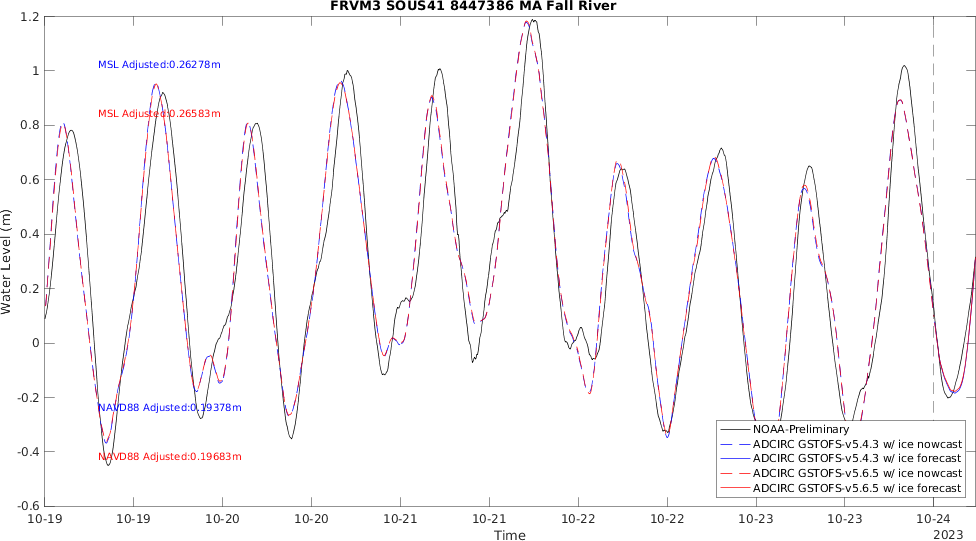 FRVM3 SOUS41 8447386 MA Fall River
1.2
1
0.8
0.6
0.4
0.2
0
-0.2
-0.4
-0.6
Water Level (m)
MSL Adjusted:0.26278m
MSL Adjusted:0.26583m
NAVD88 Adjusted:0.19378m
NAVD88 Adjusted:0.19683m
NOAA-Preliminary
ADCIRC GSTOFS-v5.4.3 w/ ice nowcast
ADCIRC GSTOFS-v5.4.3 w/ ice forecast
ADCIRC GSTOFS-v5.6.5 w/ ice nowcast
ADCIRC GSTOFS-v5.6.5 w/ ice forecast
10-19 10-19 10-20 10-20 10-21 10-21 10-22 10-22 10-23 10-23 10-24
Time
2023